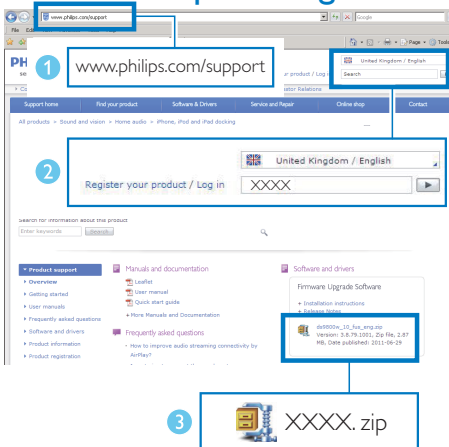 www.philips.com/support
File
Page
Tools
1
www.philips.com/support
United Kingdom / English
Search
Support home
Find your product
Software & Drivers
Service and Repair
Online shop
Contact
All products > Sound and vision > Home audio > iPhone, iPod and iPad docking
2
United Kingdom / English
Register your product / Log in
XXXX
Search for information about this product
Enter keywords
Search
Product support
Overview
Getting started
User manuals
Frequently asked questions
Software and drivers
Product information
Product registration
Manuals and documentation
Leaflet
User manual
Quick start guide
+ More Manuals and Documentation
Frequently asked questions
How to improve audio streaming connectivity by
AirPlay?
Software and drivers
Firmware Upgrade Software
+ Installation instructions
+ Release Notes
ds9800w_10_fus_eng.zip
Version: 3.8.79.1001, Zip file, 2.87
MB, Date published: 2011-06-29
3
XXXX.zip